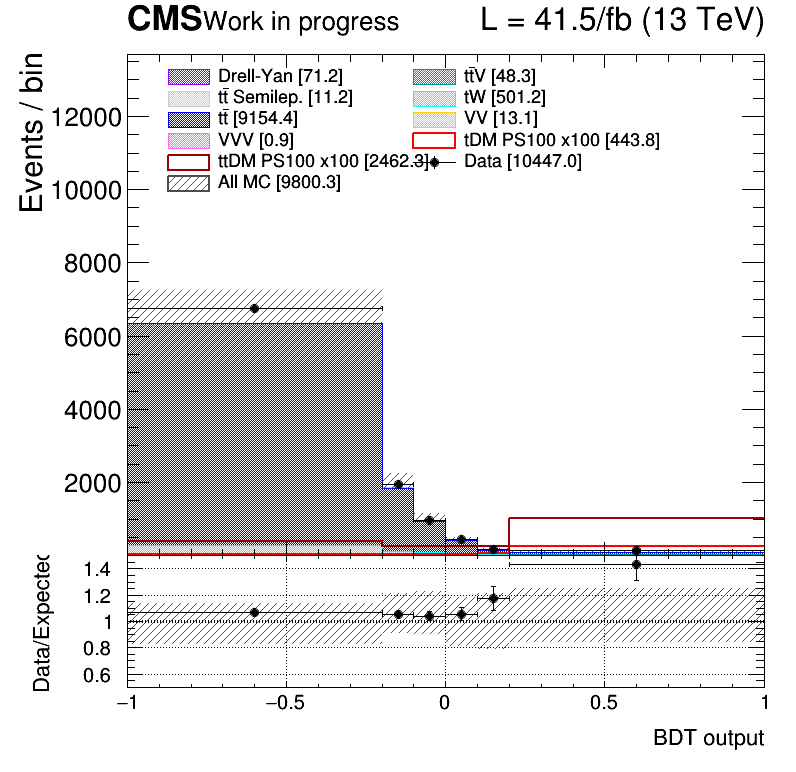 CMS Work in progress L = 41.5/fb (13 TeV)
Events / bin
Drell-Yan [71.2] tt̄V [48.3]
tt̄ Semilep. [11.2] tW [501.2]
tt̄ [9154.4] VV [13.1]
VVV [0.9] tDM PS100 x100 [443.8]
ttDM PS100 x100 [2462.3] Data [10447.0]
All MC [9800.3]
12000
10000
8000
6000
4000
2000
Data/Expected
1.4
1.2
1
0.8
0.6
−1 −0.5 0 0.5 1
BDT output